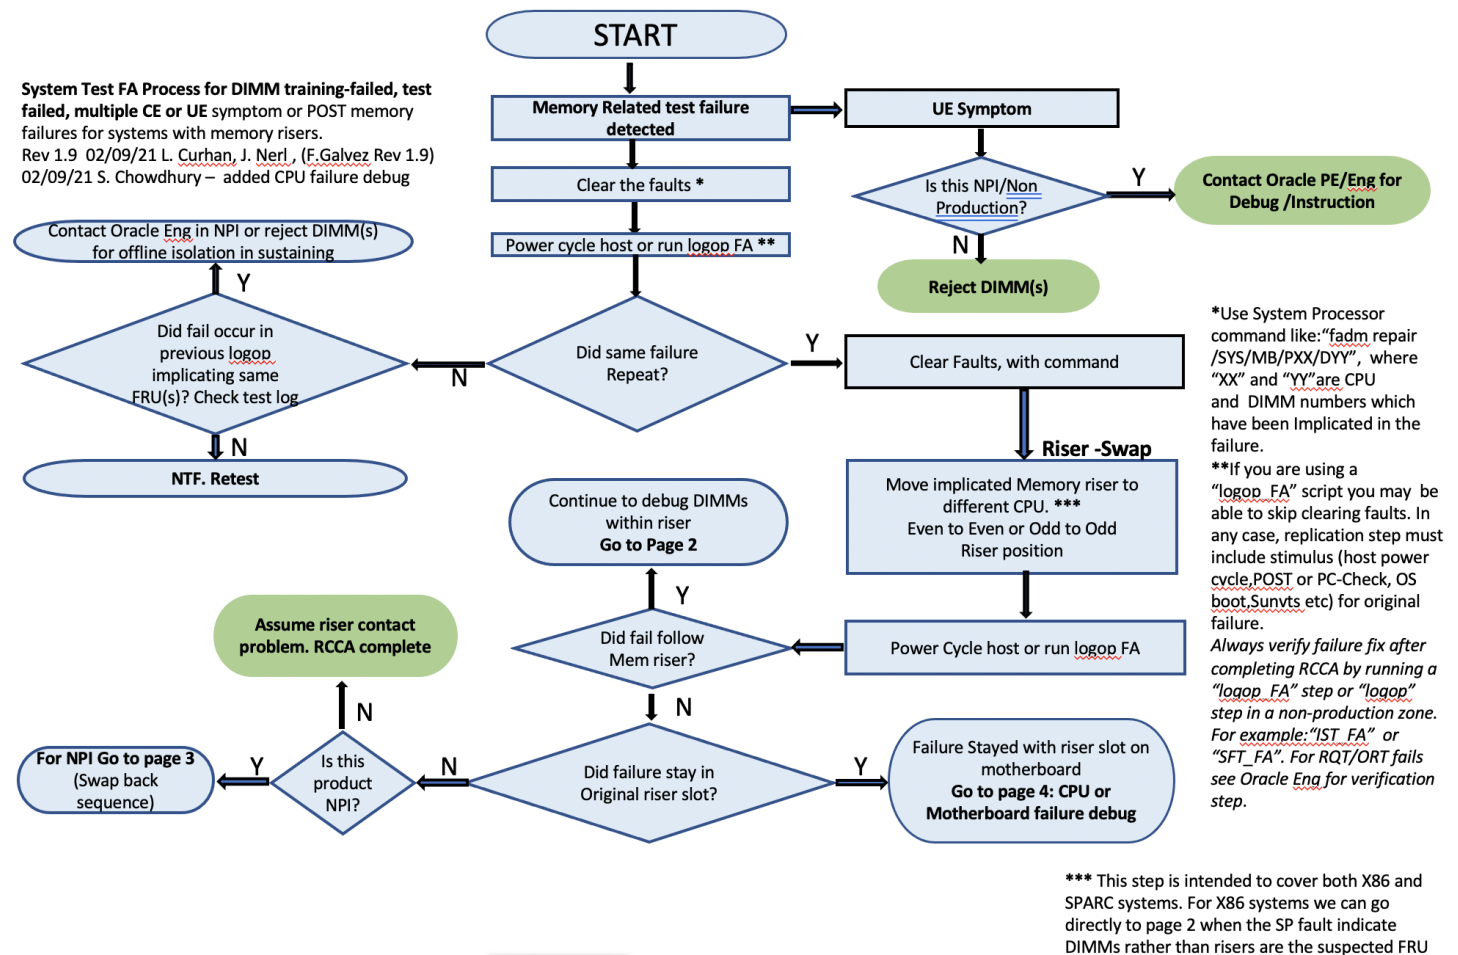 START
System Test FA Process for DIMM training-failed, test
failed, multiple CE or UE symptom or POST memory
failures for systems with memory risers.
Rev 1.9  02/09/21 L. Curhan, J. Nerl , (F.Galvez Rev 1.9)
02/09/21 S. Chowdhury –  added CPU failure debug
Memory Related test failure
detected
UE Symptom
Clear the faults *
Is this NPI/Non
Production?
Y
Contact Oracle PE/Eng for
Debug /Instruction
N
Reject DIMM(s)
Power cycle host or run logop FA **
Contact Oracle Eng in NPI or reject DIMM(s)
for offline isolation in sustaining
Y
Did fail occur in
previous logop
implicating same
FRU(s)? Check test log
N
Did same failure
Repeat?
Y
Clear Faults, with command
N
NTF. Retest
Riser -Swap
Move implicated Memory riser to
different CPU. ***
Even to Even or Odd to Odd
Riser position
Continue to debug DIMMs
within riser
Go to Page 2
Y
Did fail follow
Mem riser?
Power Cycle host or run logop FA
N
Assume riser contact
problem. RCCA complete
N
For NPI Go to page 3
(Swap back
sequence)
Y
Is this
product
NPI?
N
Did failure stay in
Original riser slot?
Y
Failure Stayed with riser slot on
motherboard
Go to page 4: CPU or
Motherboard failure debug
*Use System Processor
command like:“fadm repair
/SYS/MB/PXX/DYY”,  where
“XX” and “YY”are CPU
and  DIMM numbers which
have been Implicated in the
failure.
**If you are using a
“logop_FA” script you may  be
able to skip clearing faults. In
any case, replication step must
include stimulus (host power
cycle,POST or PC-Check, OS
boot,Sunvts etc) for original
failure.
Always verify failure fix after
completing RCCA by running a
“logop_FA” step or “logop”
step in a non-production zone.
For example:“IST_FA”  or
“SFT_FA”. For RQT/ORT fails
see Oracle Eng for verification
step.
*** This step is intended to cover both X86 and
SPARC systems. For X86 systems we can go
directly to page 2 when the SP fault indicate
DIMMs rather than risers are the suspected FRU